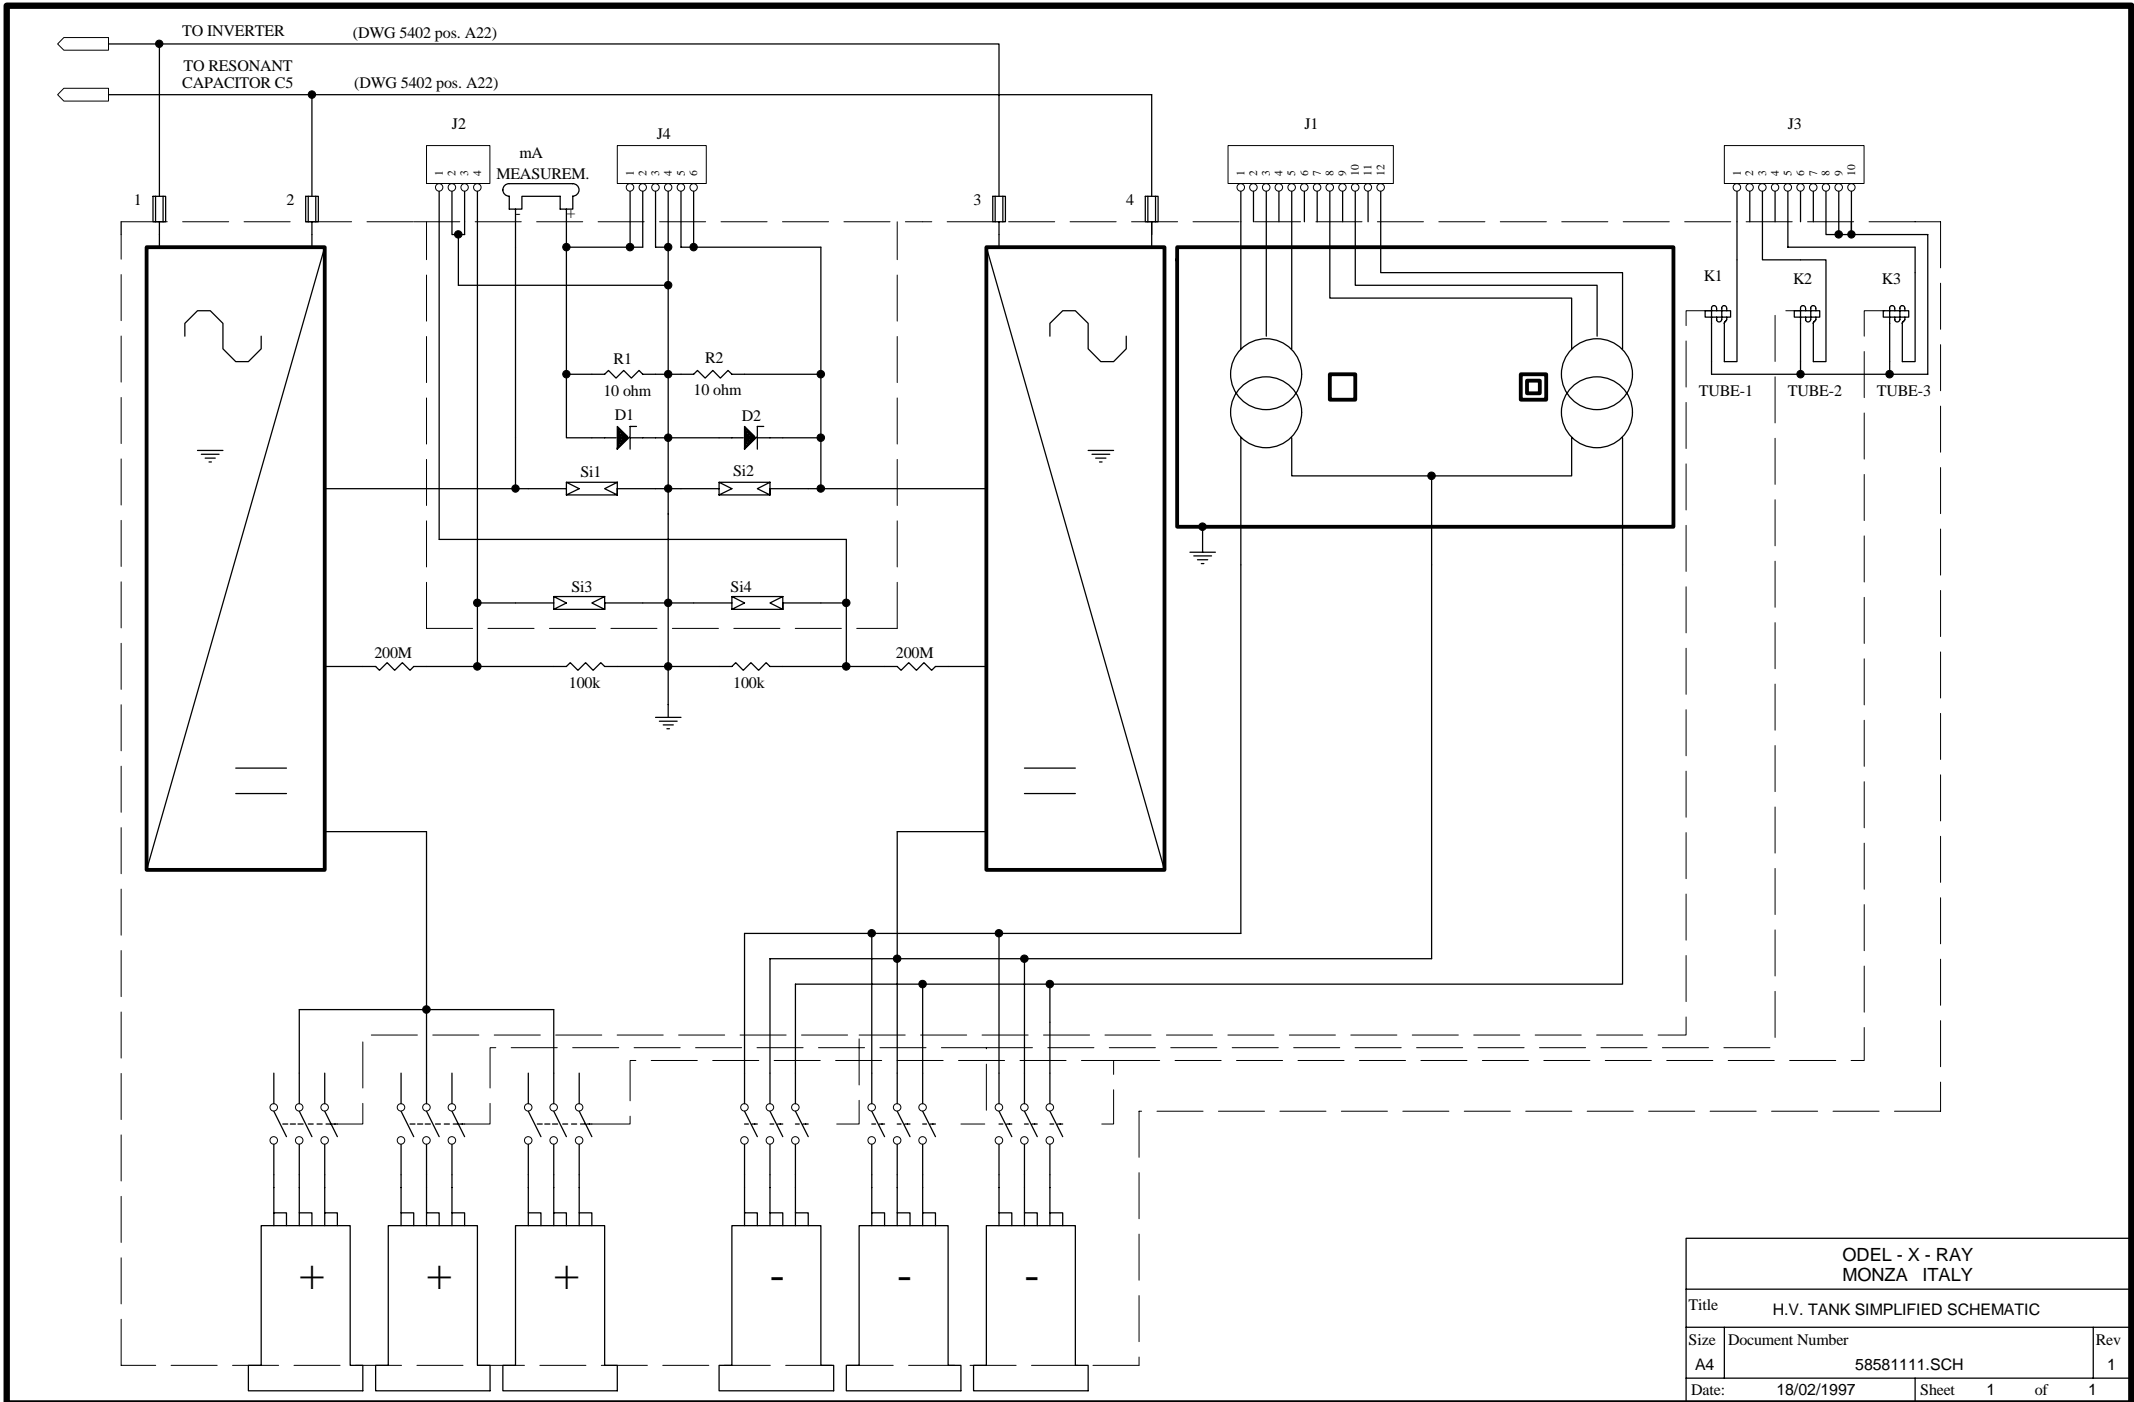 TO INVERTER (DWG 5402 pos. A22)
TO RESONANT
CAPACITOR C5 (DWG 5402 pos. A22)
J2
mA
MEASUREM.
J4
J1
J3
1 2 3 4
1 2 3 4 5 6
1 2 3 4 5 6 7 8 9 10 11 12
1 2 3 4 5 6 7 8 9 10
- +
1
2
3
4
K1 K2 K3
R1 R2
10 ohm 10 ohm
TUBE-1 TUBE-2 TUBE-3
D1 D2
Si1 Si2
Si3 Si4
200M 200M
100k 100k
+ + + - - -
ODEL - X - RAY
MONZA ITALY
Title H.V. TANK SIMPLIFIED SCHEMATIC
Size Document Number Rev
A4 58581111.SCH 1
Date: 18/02/1997 Sheet 1 of 1